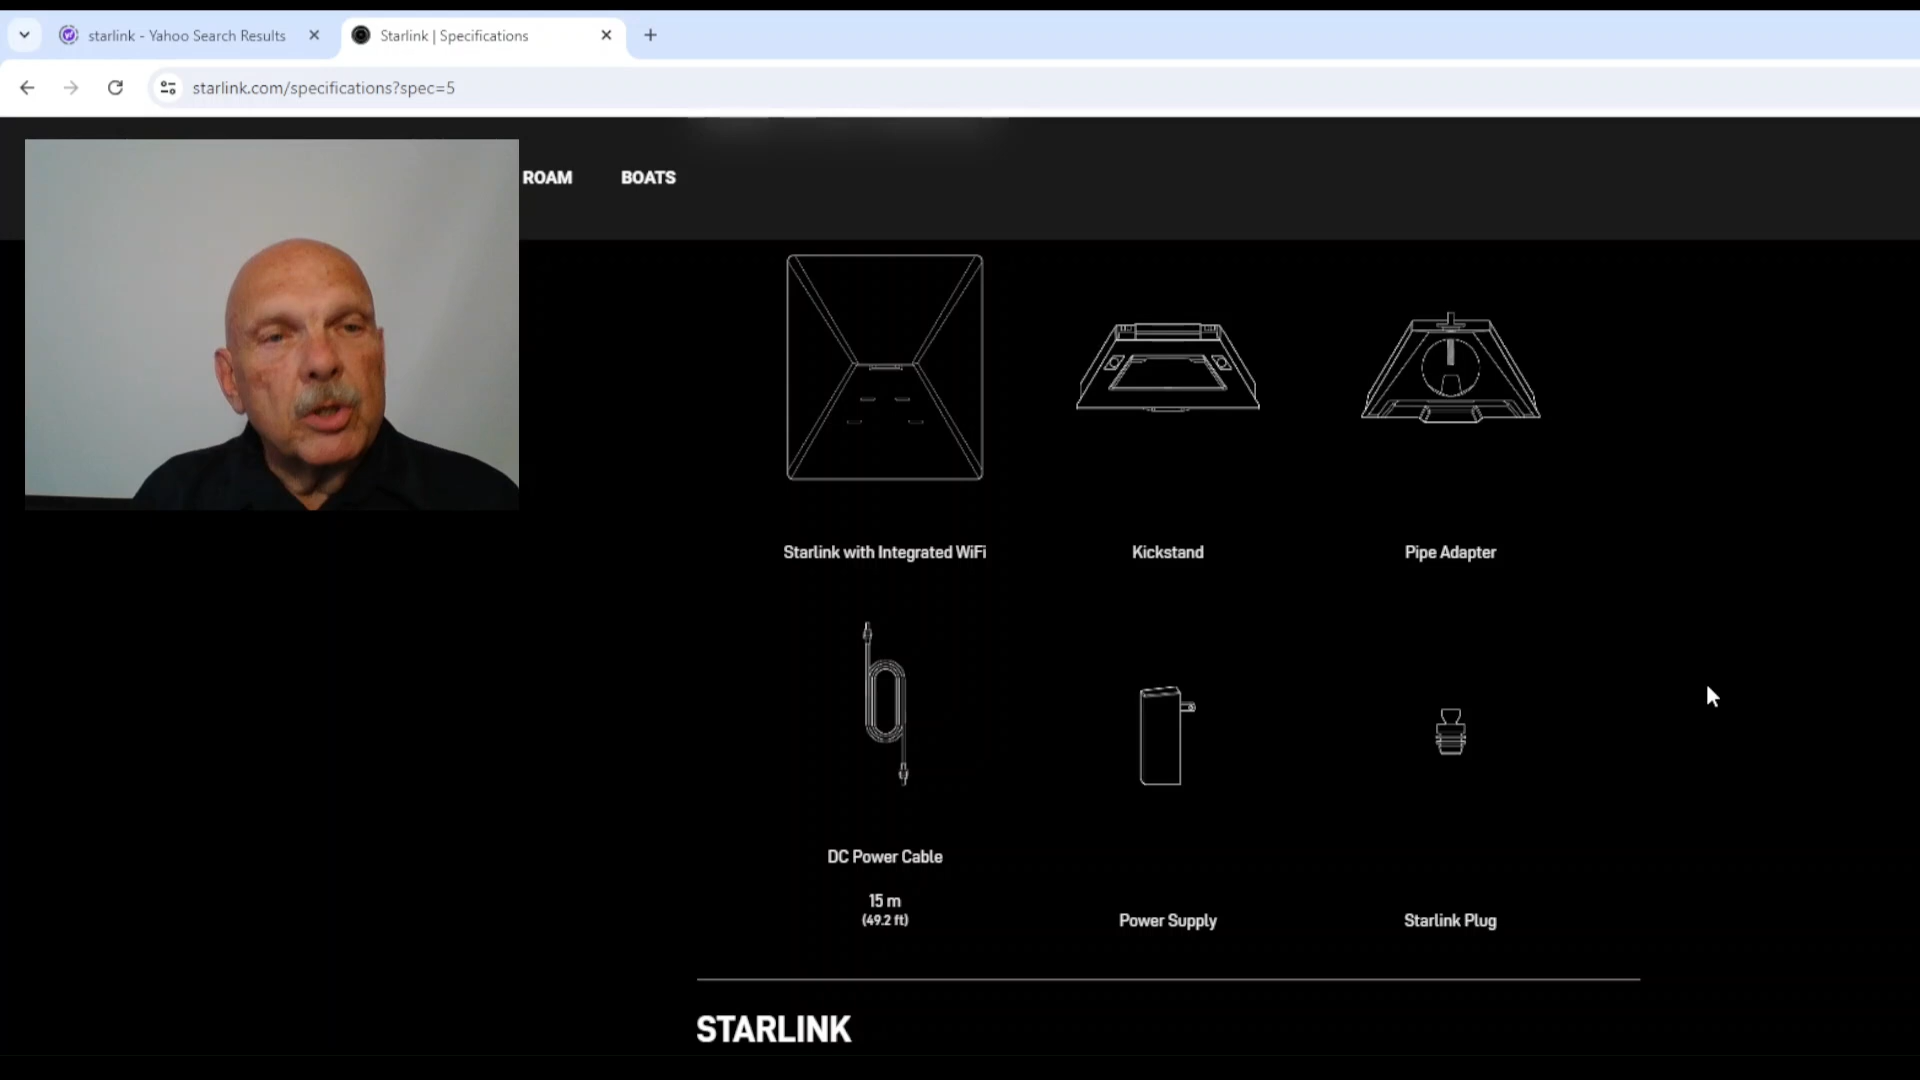 starlink - Yahoo Search Results
Starlink | Specifications
starlink.com/specifications?spec=5
ROAM
BOATS
Starlink with Integrated WiFi
Kickstand
Pipe Adapter
DC Power Cable
15 m
(49.2 ft)
Power Supply
Starlink Plug
STARLINK